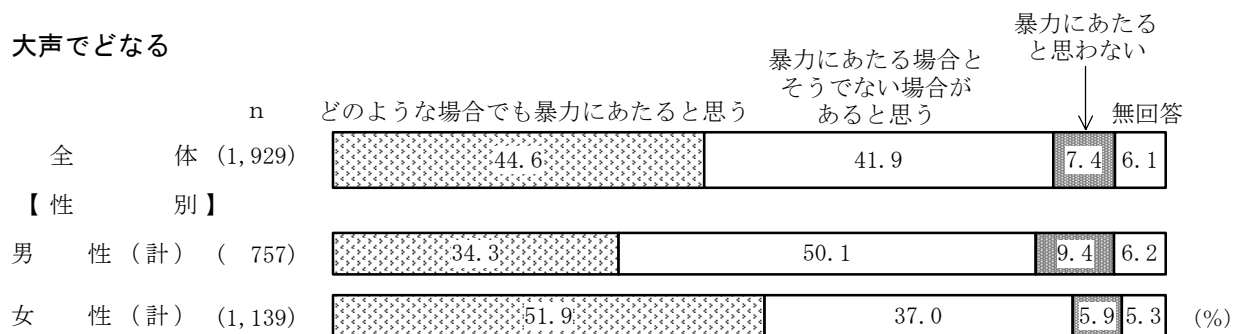 大声でどなる
n
どのような場合でも暴力にあたると思う
暴力にあたる場合と
そうでない場合が
あると思う
暴力にあたる
と思わない
無回答
全 体 (1,929) 44.6 41.9 7.4 6.1
【性 別】
男 性(計) ( 757) 34.3 50.1 9.4 6.2
女 性(計) (1,139) 51.9 37.0 5.9 5.3 (%)